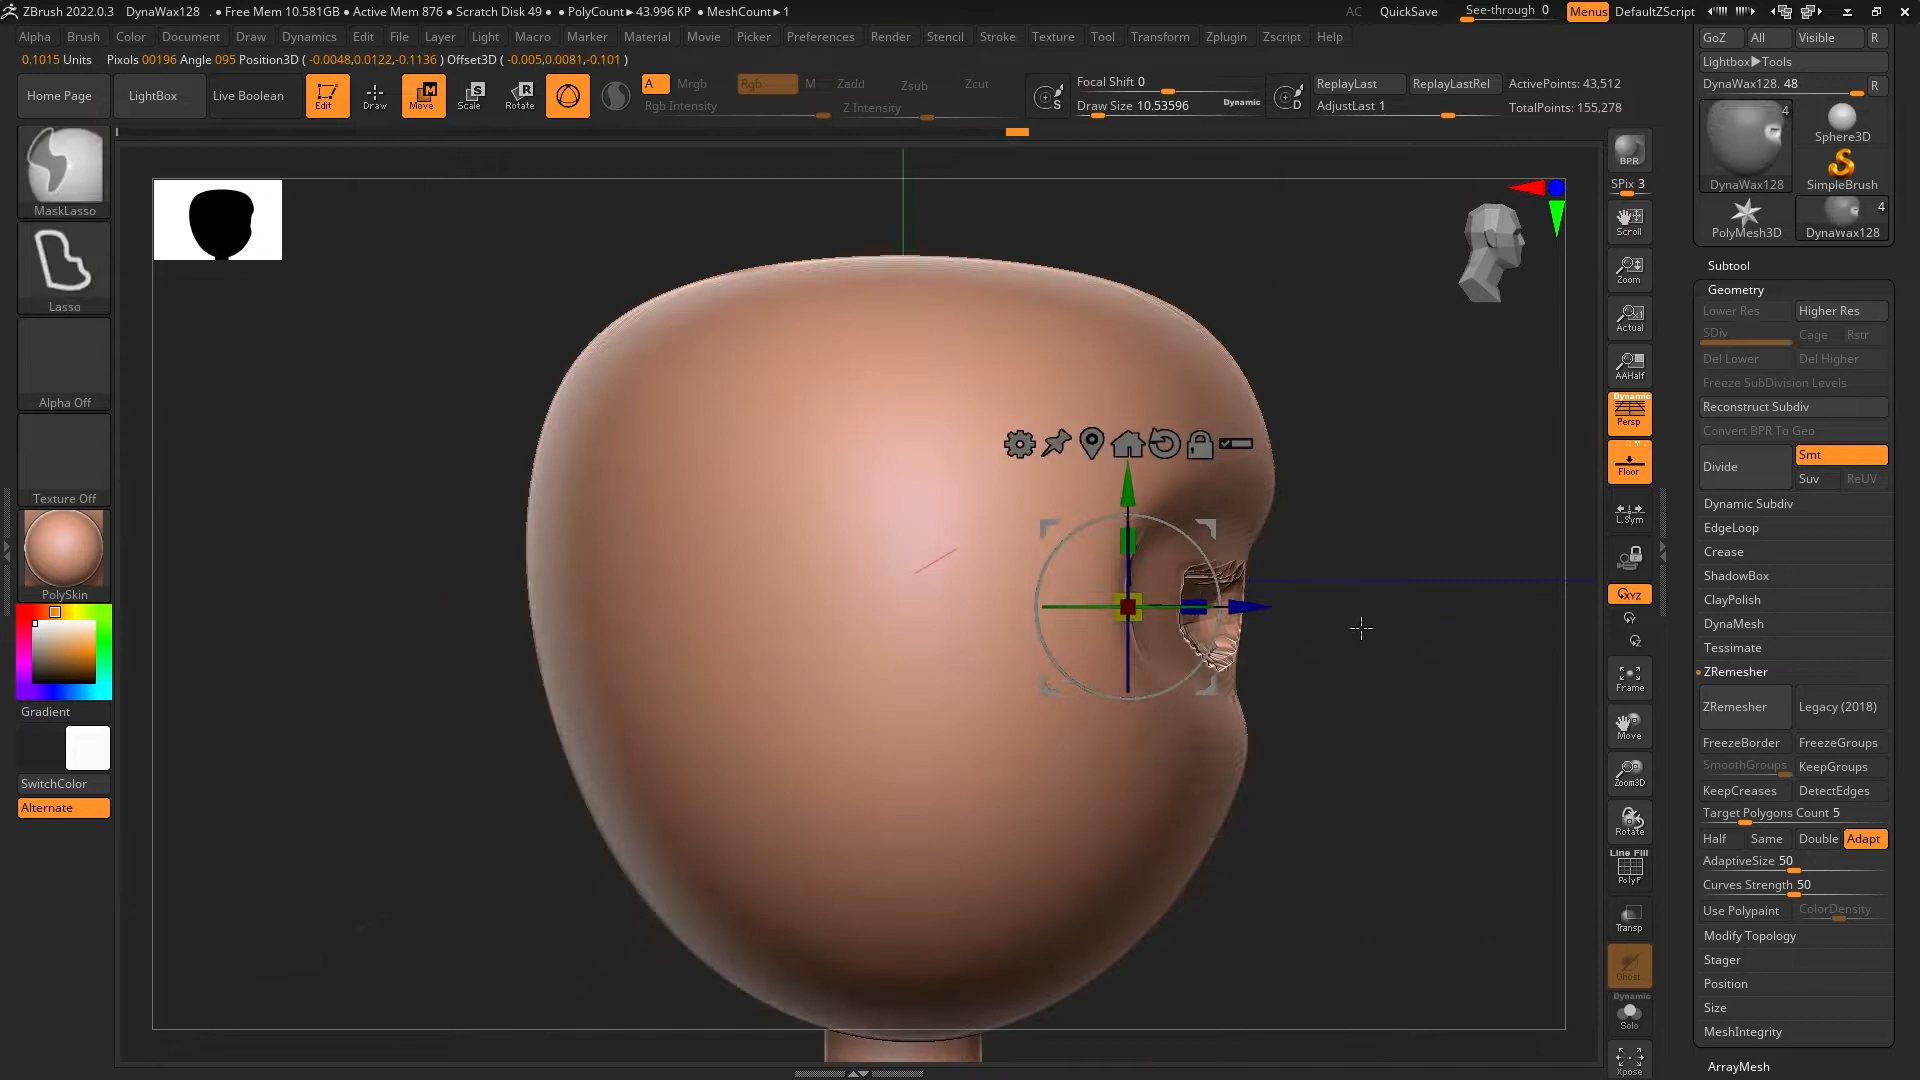 ZBrush 2022.0.3 DynaWax128 . ● Free Mem 10.581GB ● Active Mem 876 ● Scratch Disk 49 ● ● PolyCount► 43.996 KP ● MeshCount► 1 AC QuickSave See-through 0 Menus DefaultZScript
Alpha Brush Color Document Draw Dynamics Edit File Layer Light Macro Marker Material Movie Picker Preferences Render Stencil Stroke Texture Tool Transform Zplugin Zscript Help
0.1015 Units Pixols 00196 Angle 095 Position3D ( -0.0048,0.0122,-0.1136 ) Offset3D ( -0.005,0.0081,-0.101 )
Home Page LightBox Live Boolean Edit Draw Move Scale Rotate
A Mrgb Rgb M Zadd Zsub Zcut
Rgb Intensity Z Intensity
S Focal Shift 0
Draw Size 10.53596 Dynamic
D ReplayLast ReplayLastRel ActivePoints: 43,512
AdjustLast 1 TotalPoints: 155,278
MaskLasso
Lasso
Alpha Off
Texture Off
PolySkin
Gradient
SwitchColor
Alternate
BPR
SPix 3
Scroll
Zoom
Actual
AAHalf
Dynamic
Persp
Floor
L.Sym
XYZ
Y
Z
Frame
Move
Zoom3D
Rotate
Line Fill
PolyF
Transp
Ghost
Dynamic
Solo
Xpose
GoZ All Visible R
Lightbox►Tools
DynaWax128. 48 R
4
Sphere3D
DynaWax128 SimpleBrush
4
PolyMesh3D DynaWax128
Subtool
Geometry
Lower Res Higher Res
SDiv Cage Rstr
Del Lower Del Higher
Freeze SubDivision Levels
Reconstruct Subdiv
Convert BPR To Geo
Divide Smt
Suv ReUV
Dynamic Subdiv
EdgeLoop
Crease
ShadowBox
ClayPolish
DynaMesh
Tessimate
ZRemesher
ZRemesher Legacy (2018)
FreezeBorder FreezeGroups
SmoothGroups KeepGroups
KeepCreases DetectEdges
Target Polygons Count 5
Half Same Double Adapt
AdaptiveSize 50
Curves Strength 50
Use Polypaint ColorDensity
Modify Topology
Stager
Position
Size
MeshIntegrity
ArrayMesh